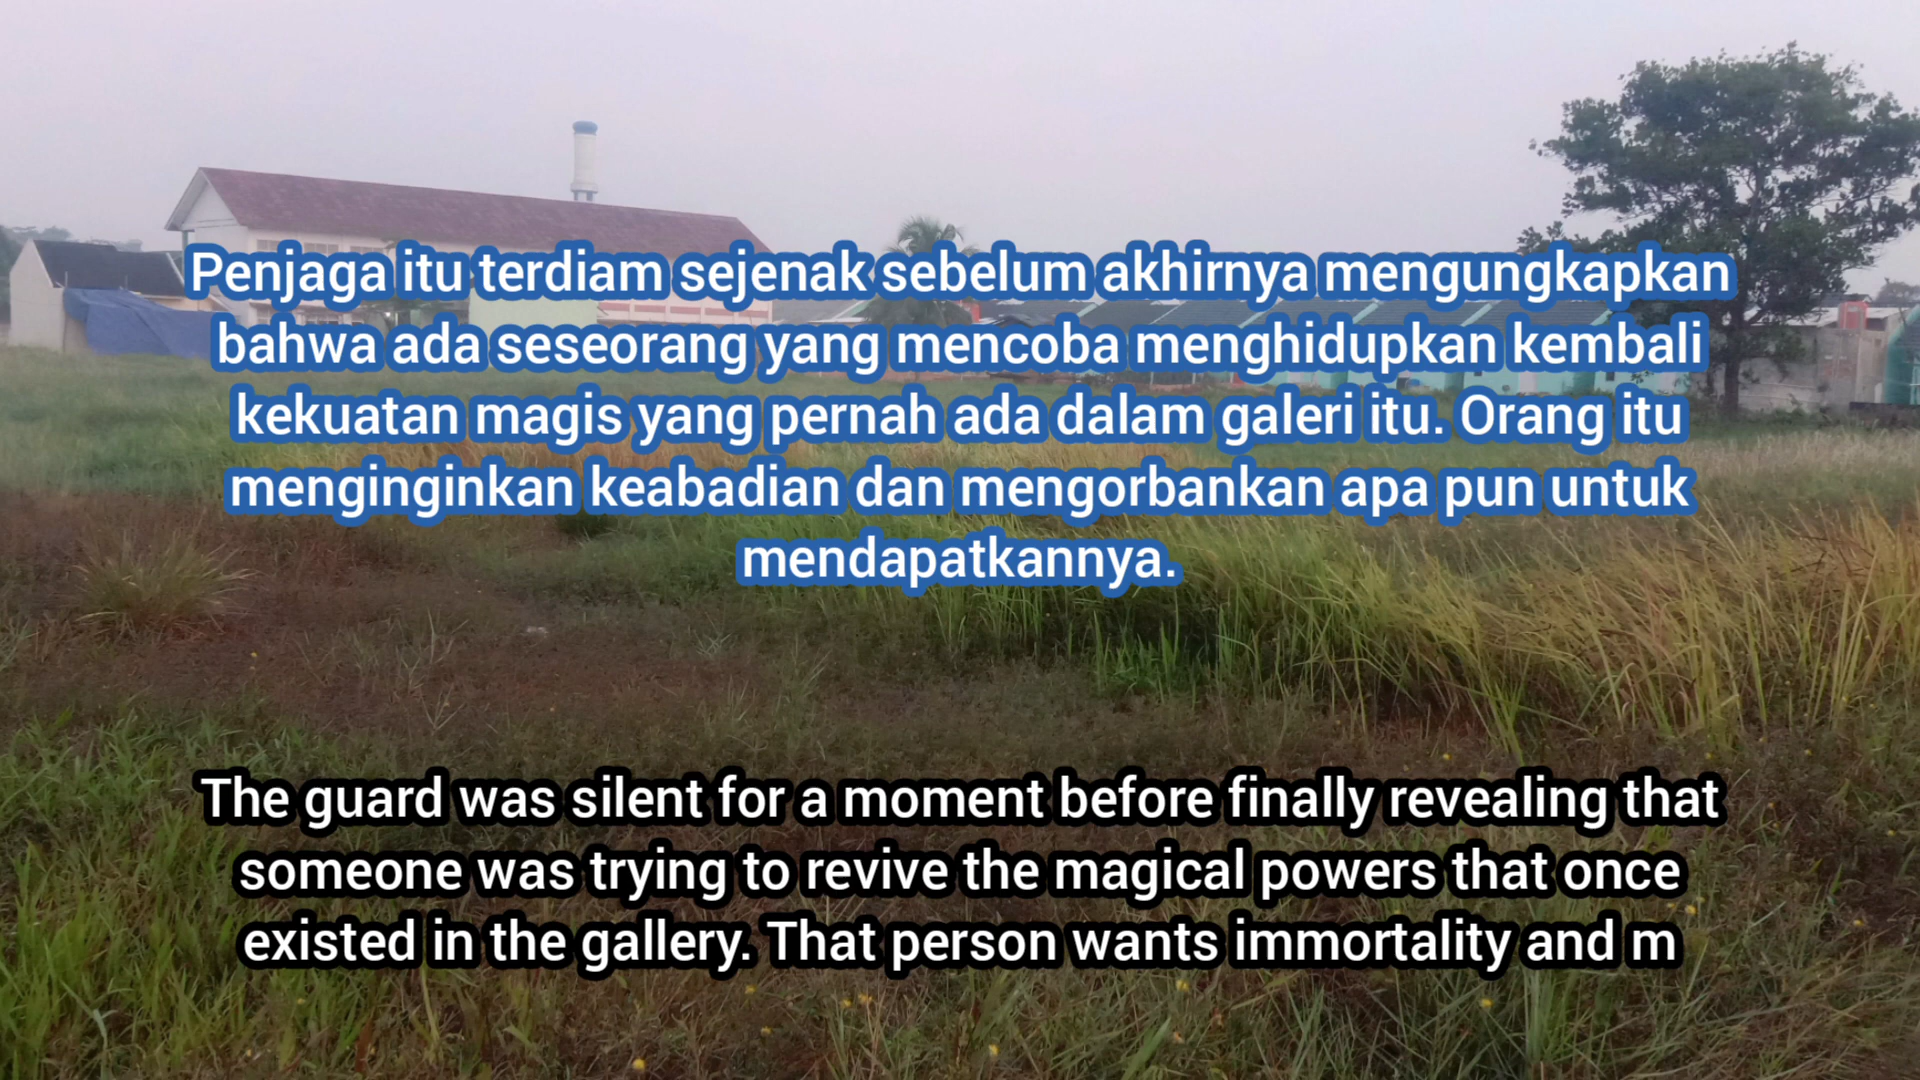 Penjaga itu terdiam sejenak sebelum akhirnya mengungkapkan
bahwa ada seseorang yang mencoba menghidupkan kembali
kekuatan magis yang pernah ada dalam galeri itu. Orang itu
menginginkan keabadian dan mengorbankan apa pun untuk
mendapatkannya.
The guard was silent for a moment before finally revealing that
someone was trying to revive the magical powers that once
existed in the gallery. That person wants immortality and m